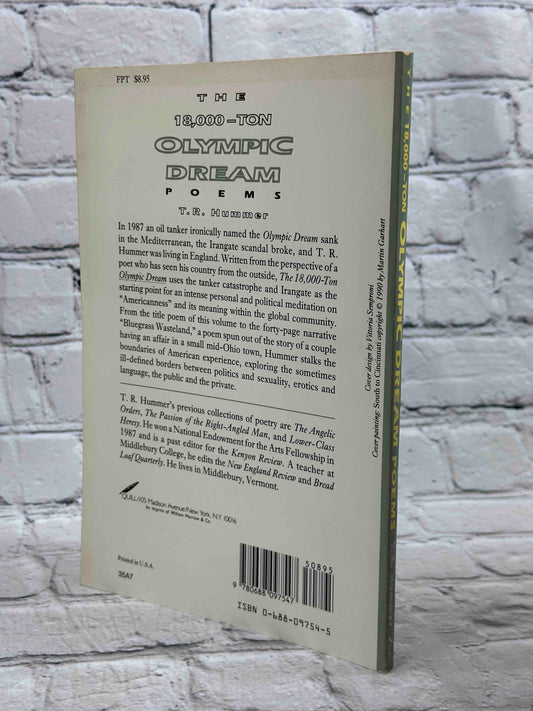 FPT $8.95
THE
18,000-TON
OLYMPIC
DREAM
POEMS
T.R. Hummer
In 1987 an oil tanker ironically named the Olympic Dream sank
in the Mediterranean, the Irangate scandal broke, and T. R.
Hummer was living in England. Written from the perspective of a
poet who has seen his country from the outside, The 18,000-Ton
Olympic Dream uses the tanker catastrophe and Irangate as the
starting point for an intense personal and political meditation on
“Americanness” and its meaning within the global community.
From the title poem of this volume to the forty-page narrative
“Bluegrass Wasteland,” a poem spun out of the story of a couple
having an affair in a small mid-Ohio town, Hummer stalks the
boundaries of American experience, exploring the sometimes
ill-defined borders between politics and sexuality, erotics and
language, the public and the private.
T. R. Hummer's previous collections of poetry are The Angelic
Orders, The Passion of the Right-Angled Man, and Lower-Class
Heresy. He won a National Endowment for the Arts Fellowship in
1987 and is a past editor for the Kenyon Review. A teacher at
Middlebury College, he edits the New England Review and Bread
Loaf Quarterly. He lives in Middlebury, Vermont.
QUILL/105 Madison Avenue/New York, N.Y. 10016
An imprint of William Morrow & Co.
Printed in U.S.A.
35A7
50895
9 780688 097547
ISBN 0-688-09754-5
Cover design by Vittoria Semproni
Cover painting: South to Cincinnati copyright © 1990 by Martin Garhart
THE 18,000-TON OLYMPIC DREAM POEMS